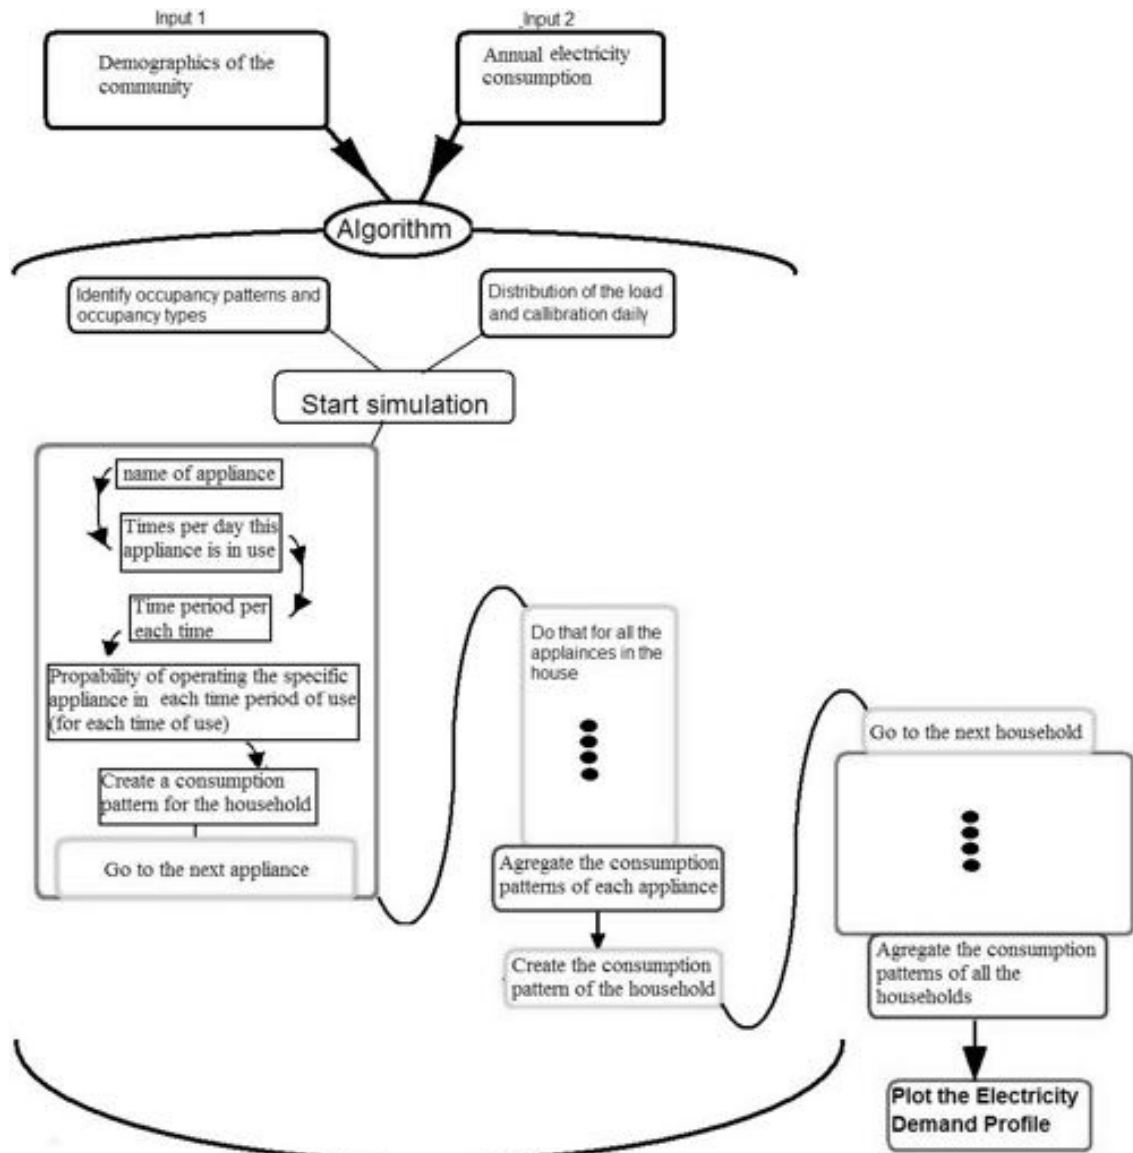 Input 1
Input 2
Demographics of the
community
Annual electricity
consumption
Algorithm
Identify occupancy patterns and
occupancy types
Distribution of the load
and callibration daily
Start simulation
name of appliance
Times per day this
appliance is in use
Time period per
each time
Propability of operating the specific
appliance in each time period of use
(for each time of use)
Create a consumption
pattern for the household
Go to the next appliance
Do that for all the
applainces in the
house
Agregate the consumption
patterns of each appliance
Create the consumption
pattern of the household
Go to the next household
Agregate the consumption
patterns of all the
households
Plot the Electricity
Demand Profile